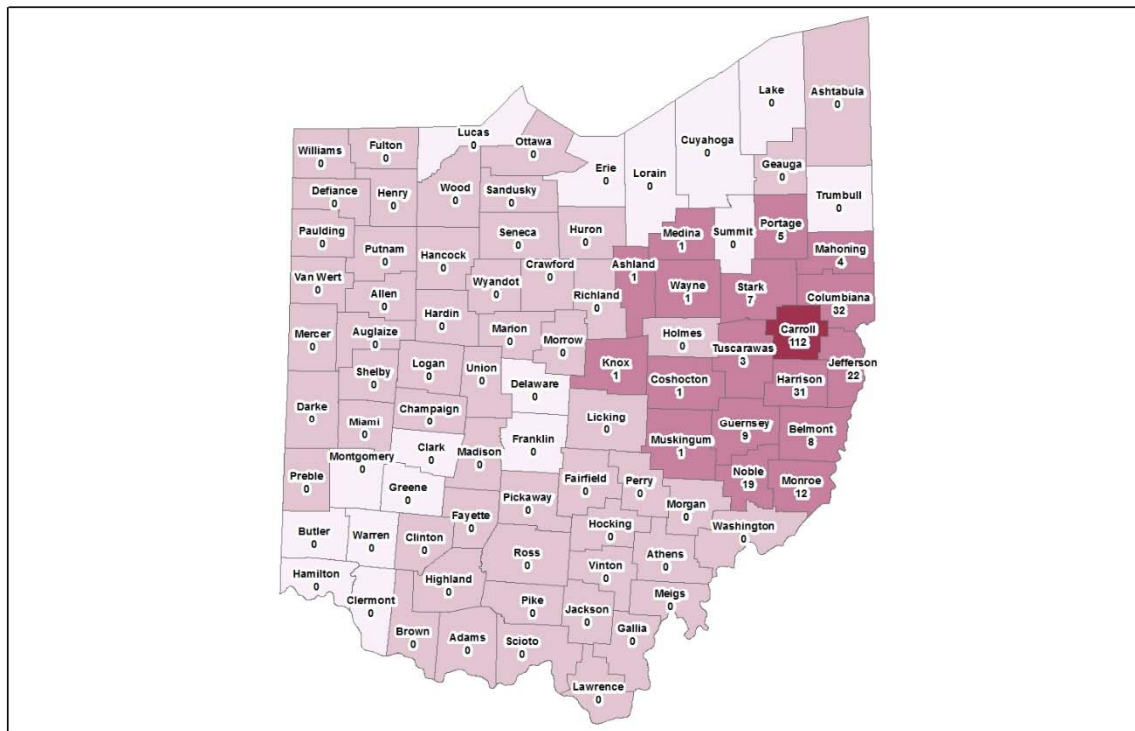 Lake
0
Ashtabula
0
Lucas
0
Ottawa
0
Cuyahoga
0
Williams
0
Fulton
0
Erie
0
Lorain
0
Geauga
0
Defiance
0
Henry
0
Wood
0
Sandusky
0
Trumbull
0
Paulding
0
Putnam
0
Hancock
0
Seneca
0
Huron
0
Medina
1
Summit
0
Portage
5
Mahoning
4
Van Wert
0
Allen
0
Wyandot
0
Crawford
0
Richland
0
Ashland
1
Wayne
1
Stark
7
Columbiana
32
Mercer
0
Auglaize
0
Hardin
0
Marion
0
Morrow
0
Holmes
0
Tuscarawas
3
Carroll
112
Jefferson
22
Shelby
0
Logan
0
Union
0
Delaware
0
Knox
1
Coshocton
1
Harrison
31
Darke
0
Miami
0
Champaign
0
Licking
0
Muskingum
1
Guernsey
9
Belmont
8
Preble
0
Montgomery
0
Clark
0
Greene
0
Madison
0
Franklin
0
Fairfield
0
Perry
0
Noble
19
Monroe
12
Pickaway
0
Morgan
0
Washington
0
Butler
0
Warren
0
Clinton
0
Fayette
0
Ross
0
Hocking
0
Athens
0
Hamilton
0
Clermont
0
Highland
0
Pike
0
Vinton
0
Jackson
0
Meigs
0
Brown
0
Adams
0
Scioto
0
Gallia
0
Lawrence
0